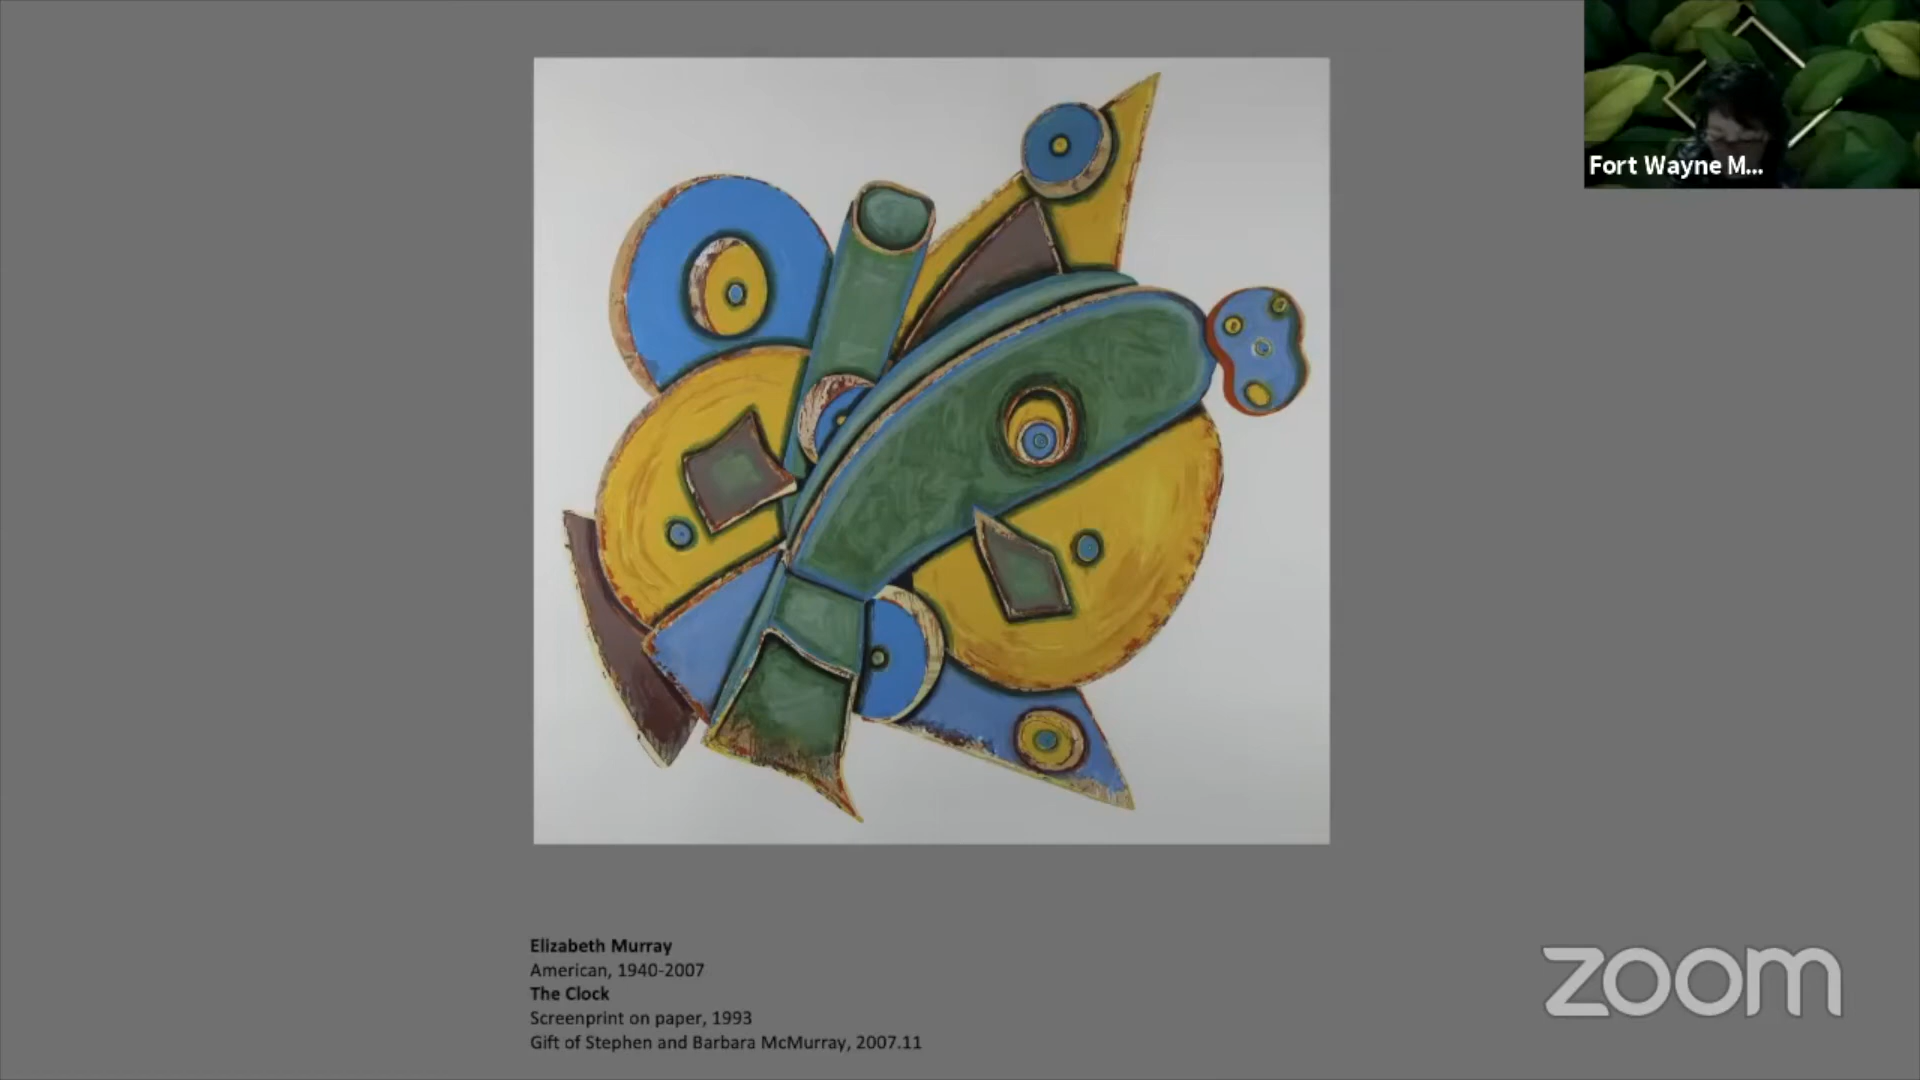 Fort Wayne M...
Elizabeth Murray
American, 1940-2007
The Clock
Screenprint on paper, 1993
Gift of Stephen and Barbara McMurray, 2007.11
zoom